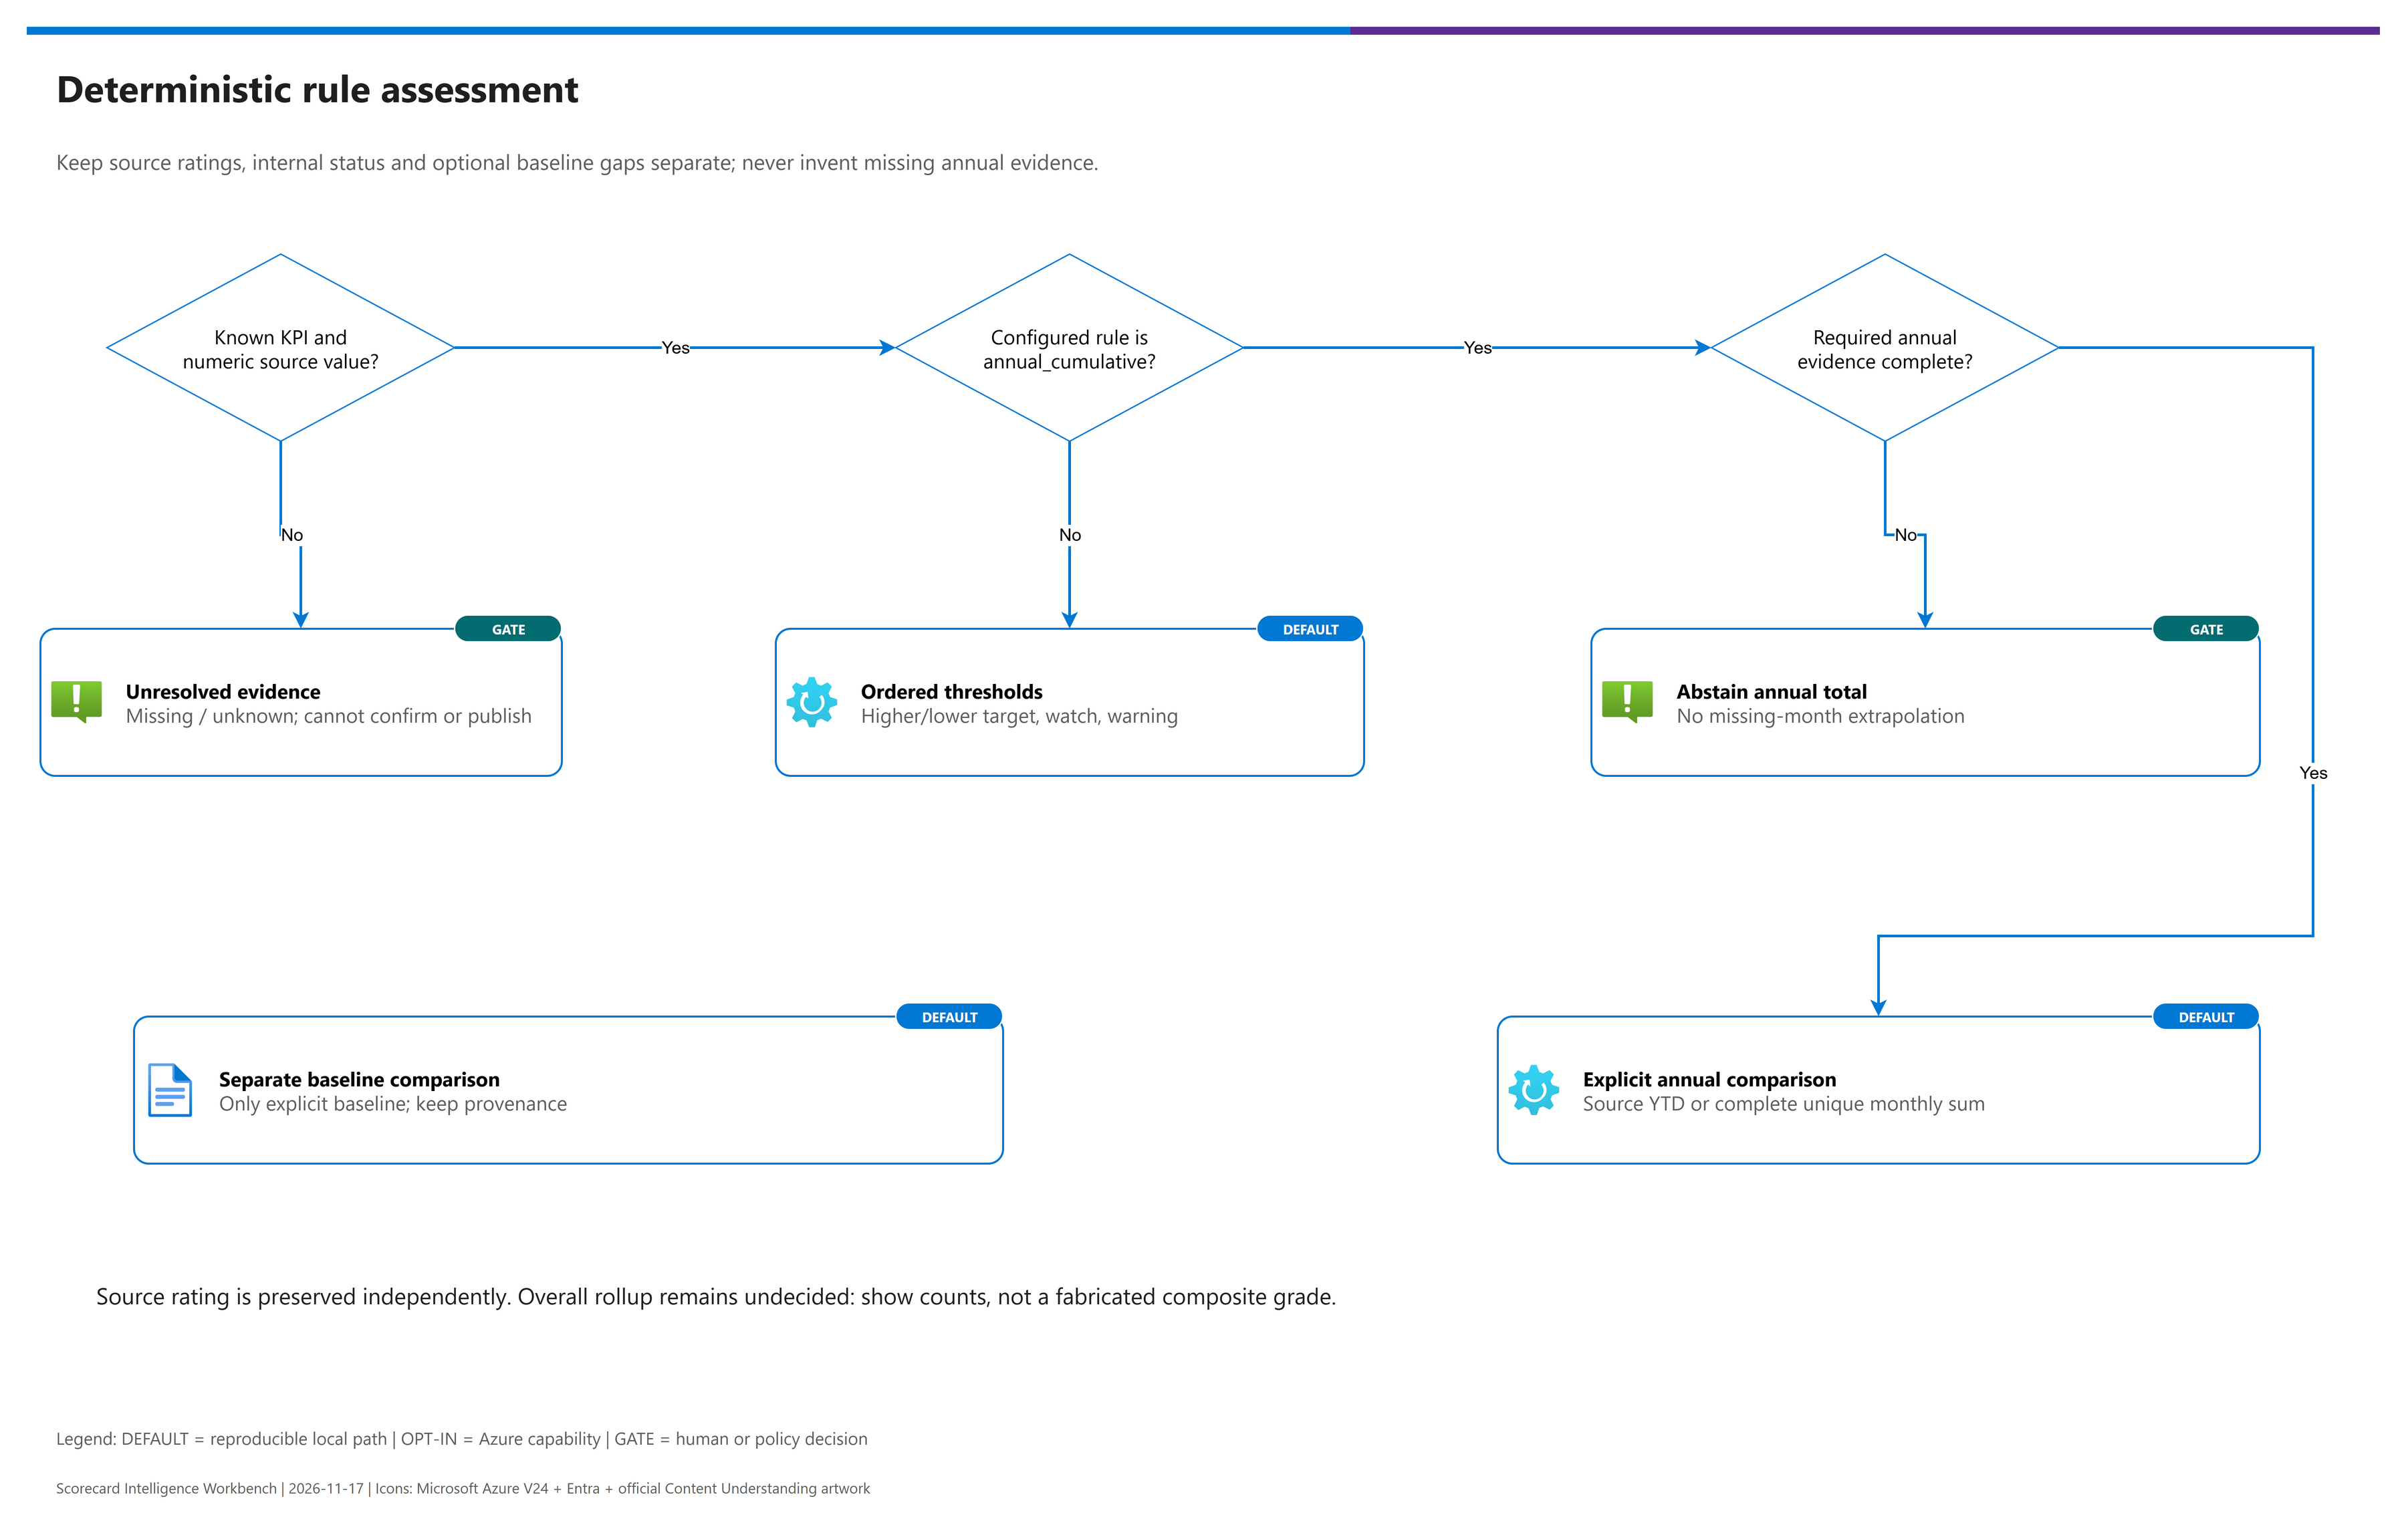 Deterministic rule assessment
Keep source ratings, internal status and optional baseline gaps separate; never invent missing annual evidence.
Known KPI and
numeric source value?
Yes
Configured rule is
annual_cumulative?
Yes
Required annual
evidence complete?
No
No
No
GATE
Unresolved evidence
Missing / unknown; cannot confirm or publish
DEFAULT
Ordered thresholds
Higher/lower target, watch, warning
GATE
Abstain annual total
No missing-month extrapolation
Yes
DEFAULT
Separate baseline comparison
Only explicit baseline; keep provenance
DEFAULT
Explicit annual comparison
Source YTD or complete unique monthly sum
Source rating is preserved independently. Overall rollup remains undecided: show counts, not a fabricated composite grade.
Legend: DEFAULT = reproducible local path | OPT-IN = Azure capability | GATE = human or policy decision
Scorecard Intelligence Workbench | 2026-11-17 | Icons: Microsoft Azure V24 + Entra + official Content Understanding artwork